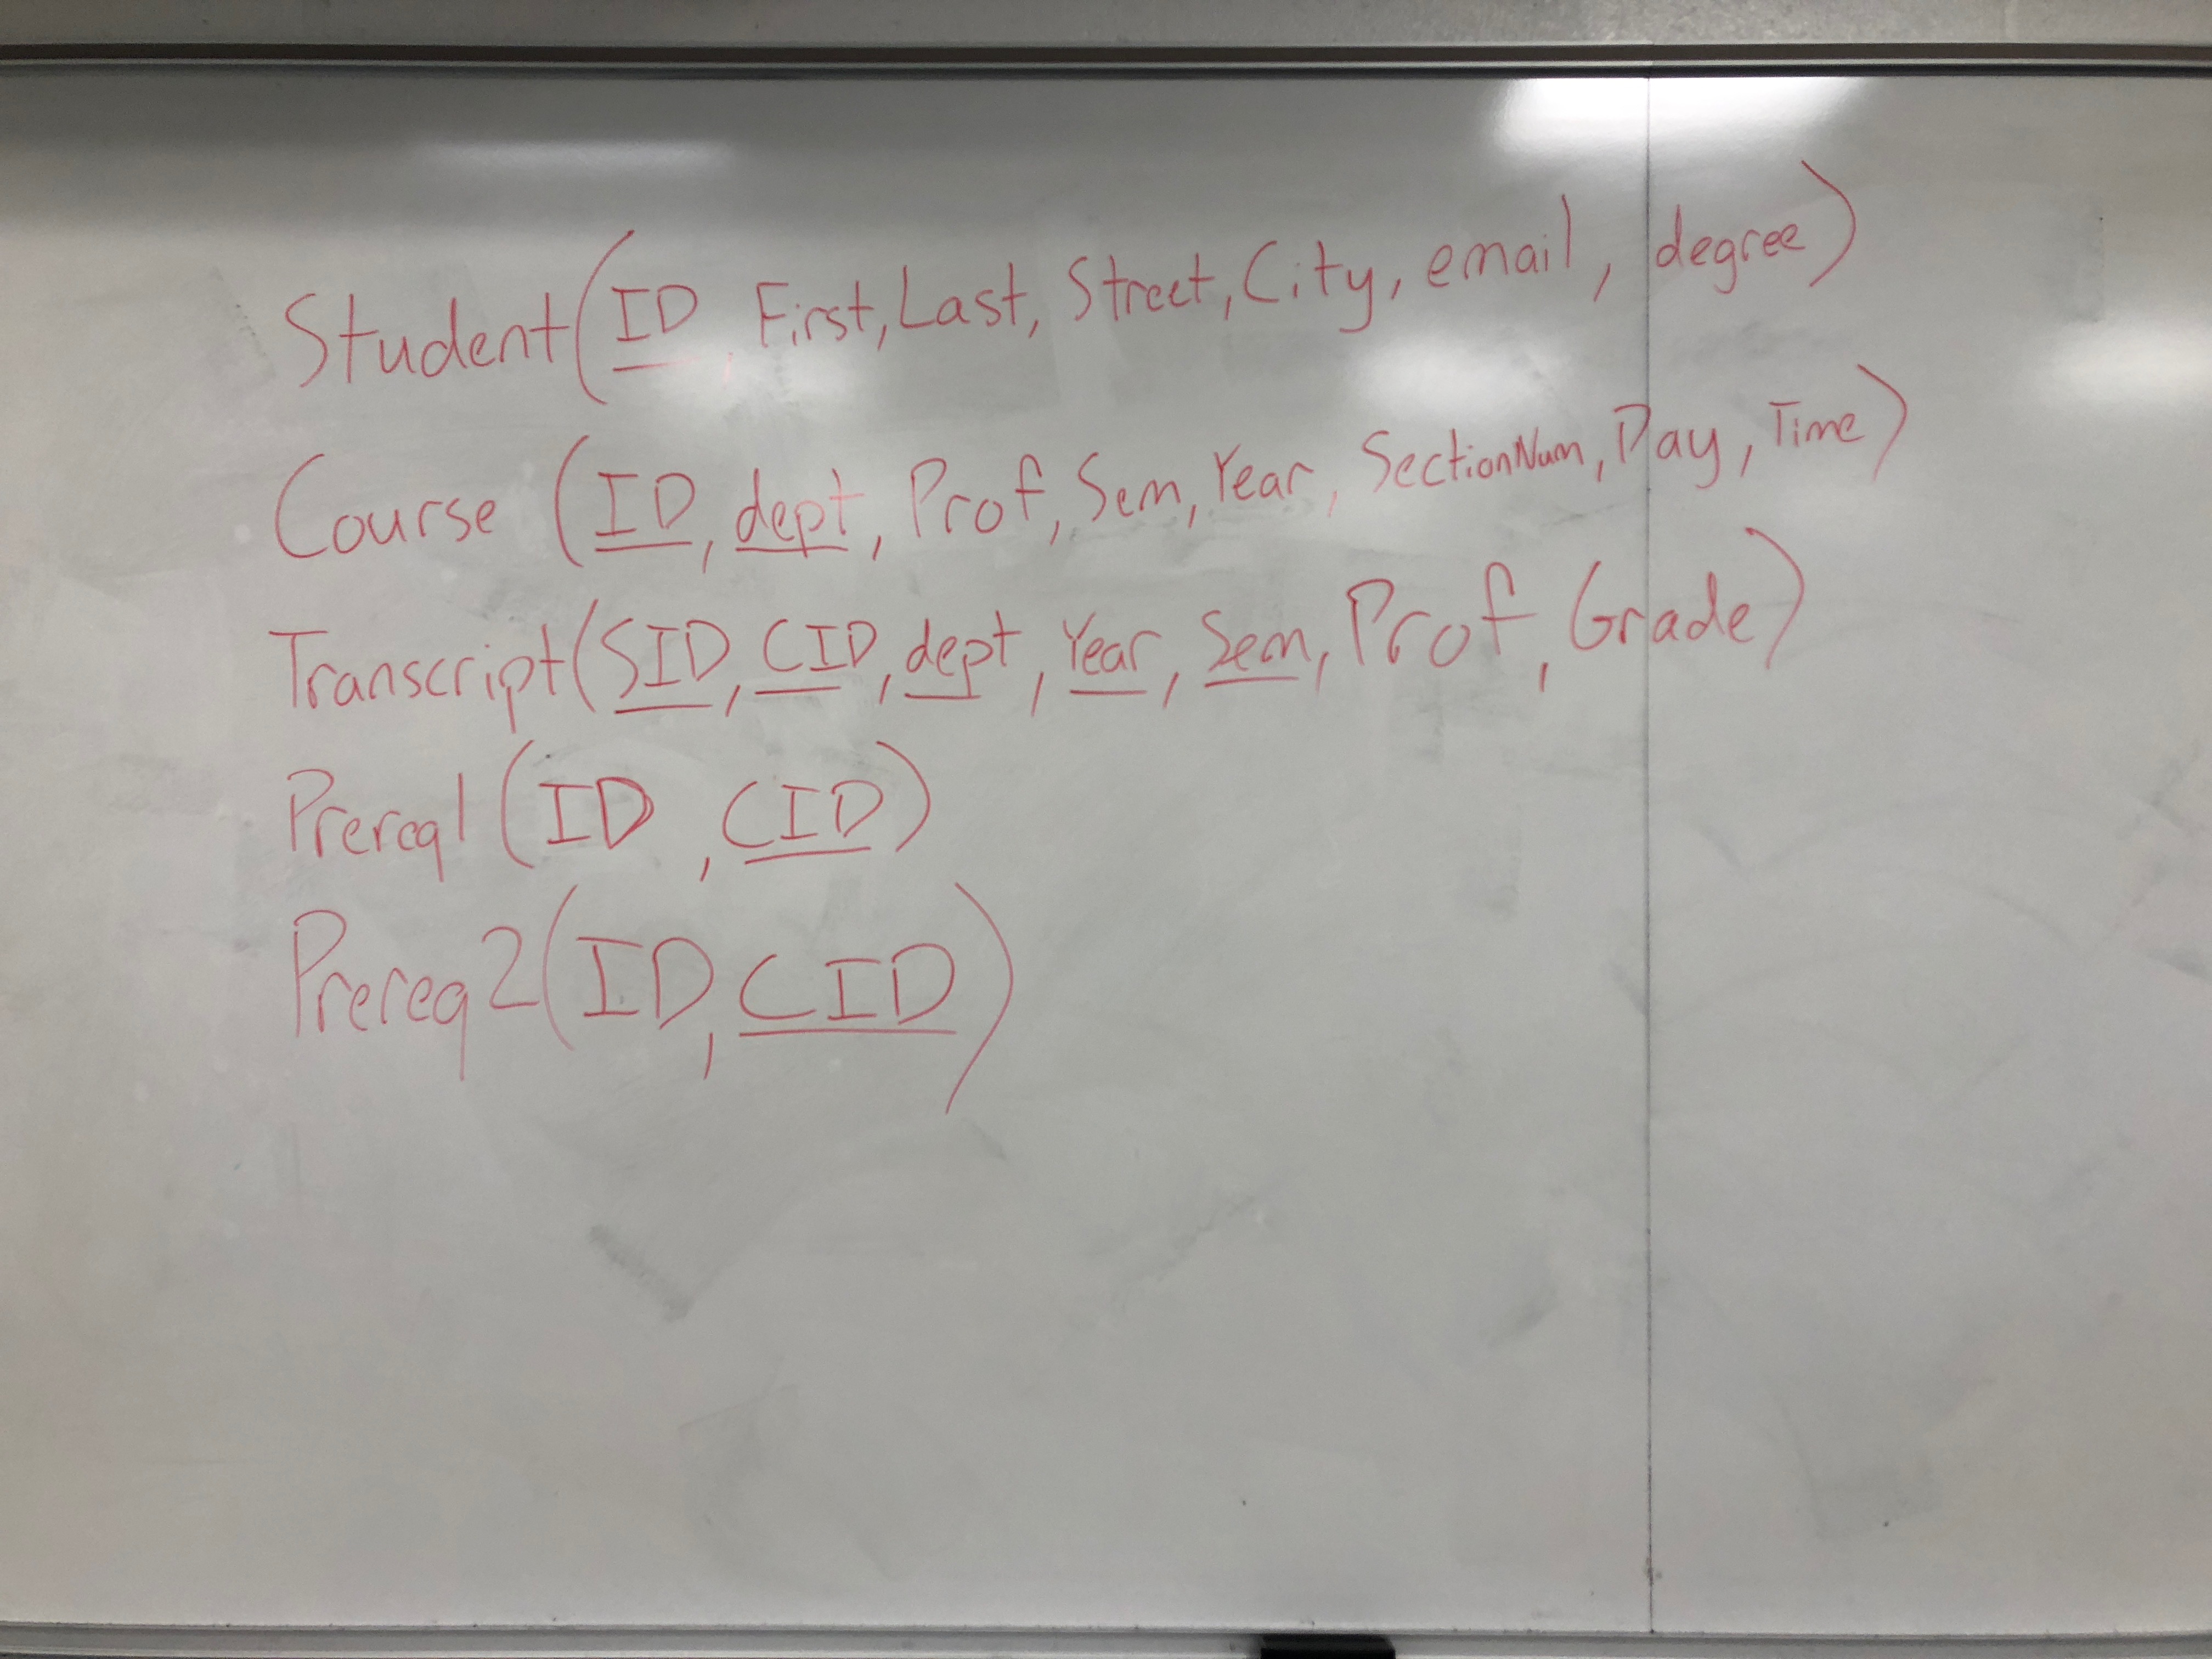 Student(ID, First, Last, Street, City, email, degree)
Course (ID, dept, Prof, Sem, Year, SectionNum, Day, Time)
Transcript(SID, CID, dept, Year, Sem, Prof, Grade)
Prereq1(ID, CID)
Prereq2(ID, CID)